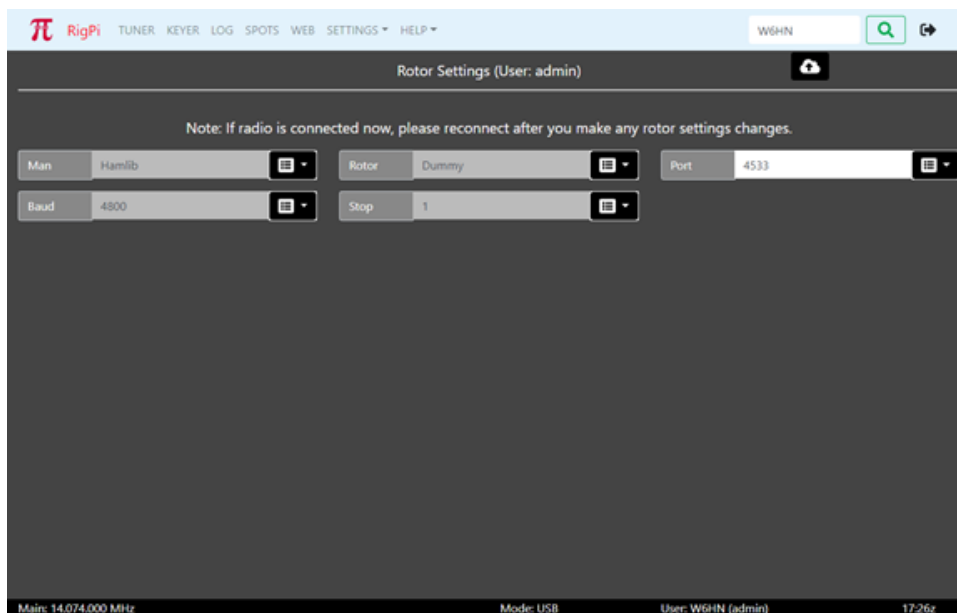 π RigPi TUNER KEYER LOG SPOTS WEB SETTINGS HELP W6HN
Rotor Settings (User: admin)
Note: If radio is connected now, please reconnect after you make any rotor settings changes.
Man Hamlib Rotor Dummy Port 4533
Baud 4800 Stop 1
Main: 14.074.000 MHz Mode: USB User: W6HN (admin) 17:26z